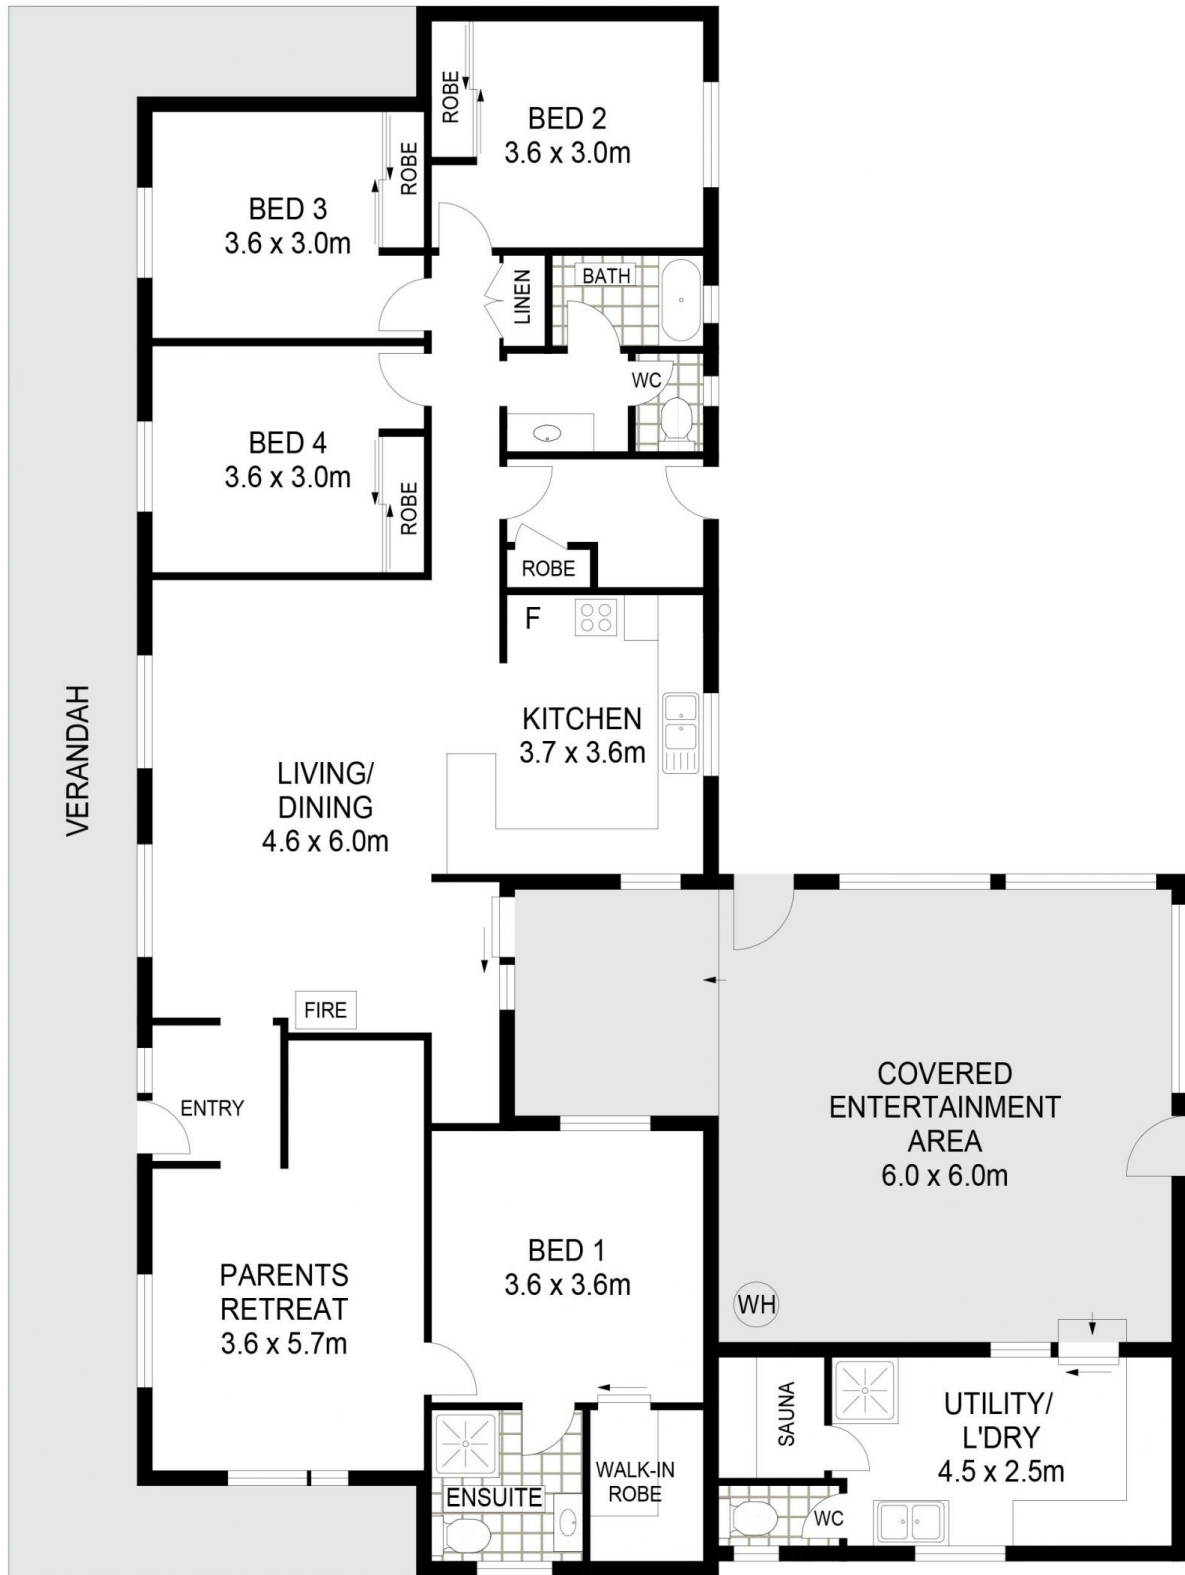 ROBE
BED 2
3.6 x 3.0m
ROBE
BED 3
3.6 x 3.0m
LINEN
BATH
WC
BED 4
3.6 x 3.0m
ROBE
ROBE
F
KITCHEN
3.7 x 3.6m
VERANDAH
LIVING/
DINING
4.6 x 6.0m
FIRE
ENTRY
COVERED
ENTERTAINMENT
AREA
6.0 x 6.0m
BED 1
3.6 x 3.6m
PARENTS
RETREAT
3.6 x 5.7m
WH
SAUNA
UTILITY/
L'DRY
4.5 x 2.5m
ENSUITE
WALK-IN
ROBE
WC